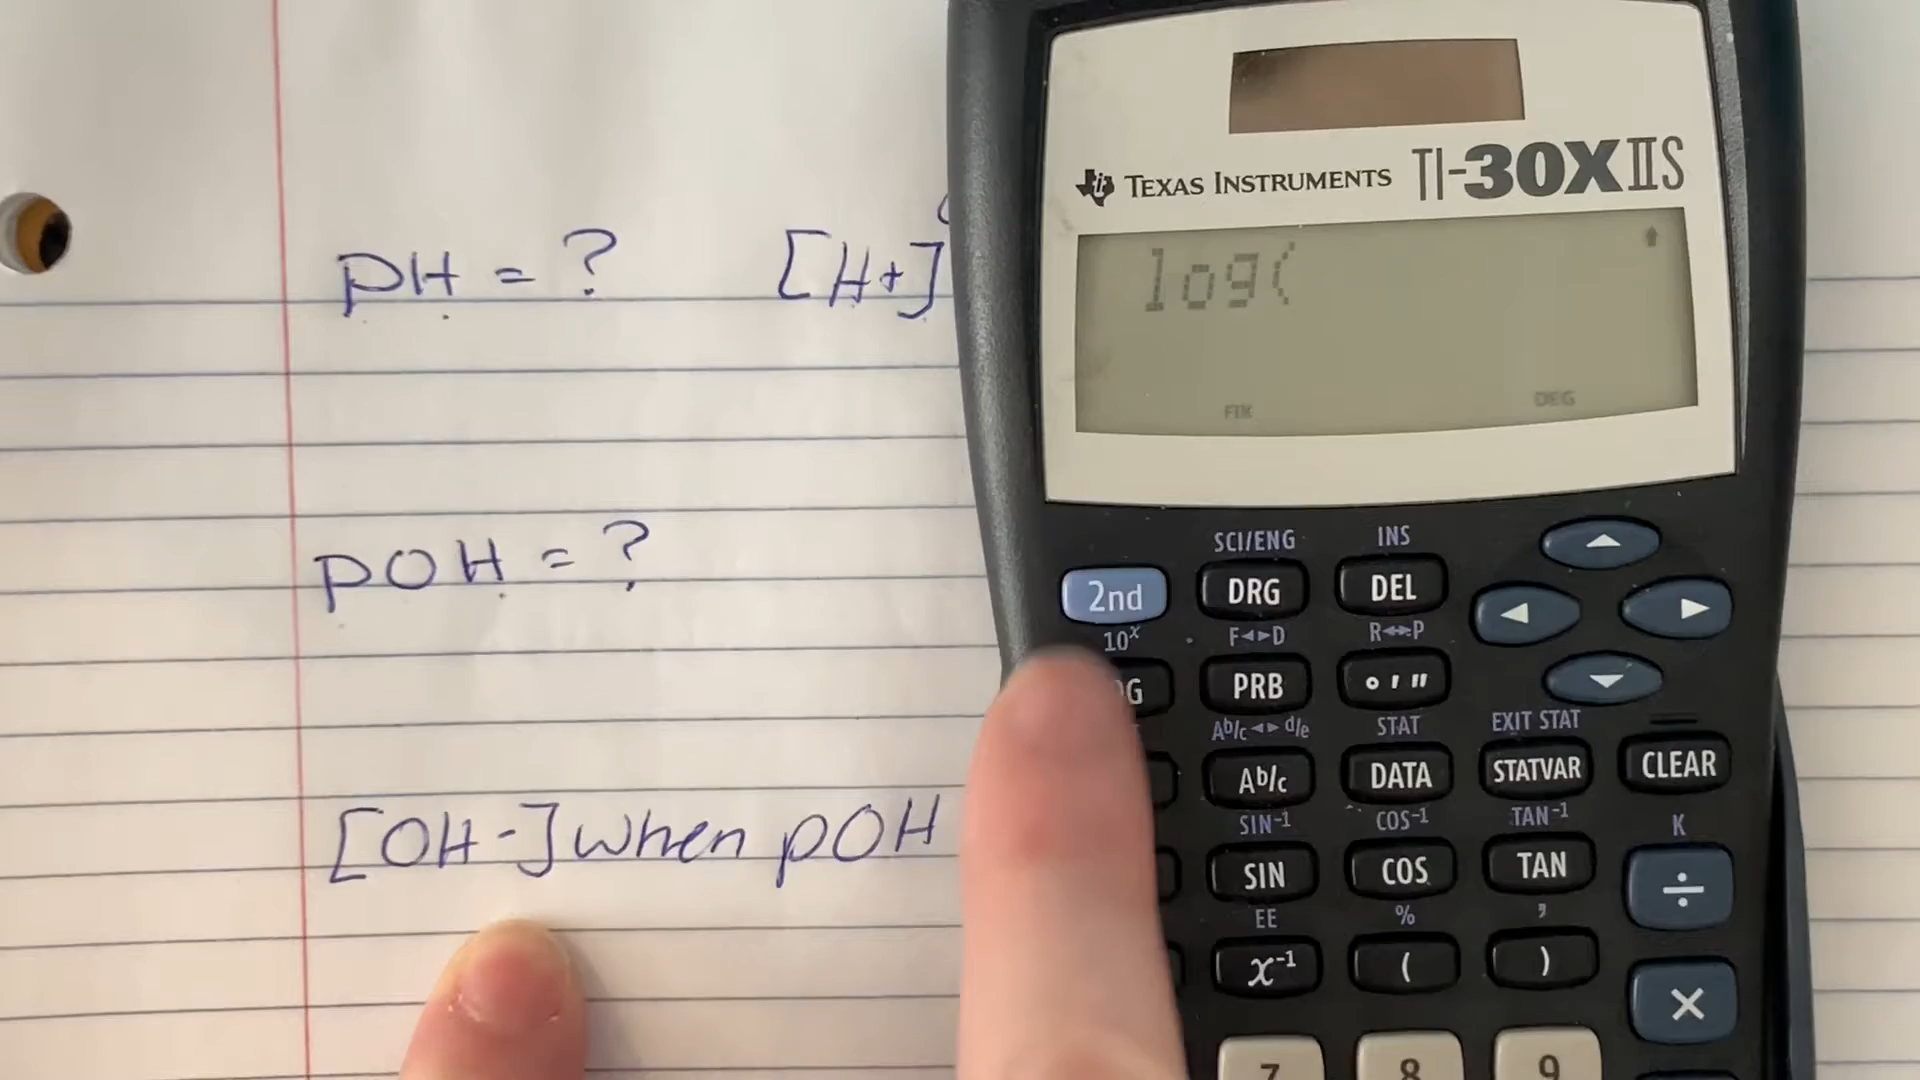 TEXAS INSTRUMENTS TI-30X IIS
pH = ? [H+]
log(
FIX DEG
SCI/ENG INS
pOH = ? 2nd DRG DEL
10ˣ F◄►D R◄►P
PRB ° ' "
Ab/c ◄► d/e STAT EXIT STAT
Ab/c DATA STATVAR CLEAR
SIN⁻¹ COS⁻¹ TAN⁻¹ K
[OH-] when pOH SIN COS TAN ÷
EE % ,
x⁻¹ ( ) ×
7 8 9